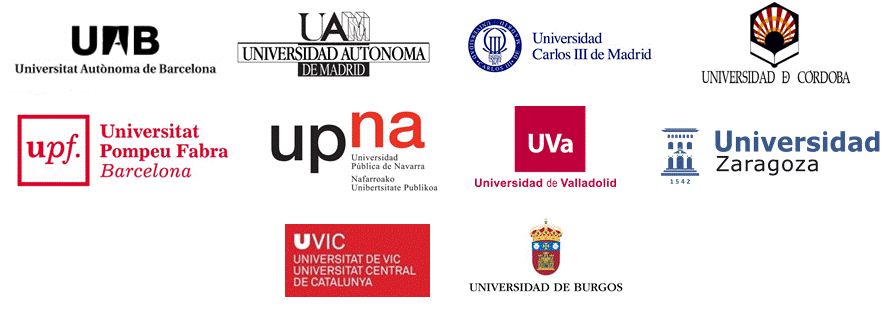 UAB
Universitat Autònoma de Barcelona
UAM
UNIVERSIDAD AUTONOMA
DE MADRID
Universidad
Carlos III de Madrid
UNIVERSIDAD Ð CORDOBA
upf.
Universitat
Pompeu Fabra
Barcelona
upna
Universidad
Pública de Navarra
Nafarroako
Unibertsitate Publikoa
UVa
Universidad de Valladolid
1542
Universidad
Zaragoza
UVIC
UNIVERSITAT DE VIC
UNIVERSITAT CENTRAL
DE CATALUNYA
UNIVERSIDAD DE BURGOS